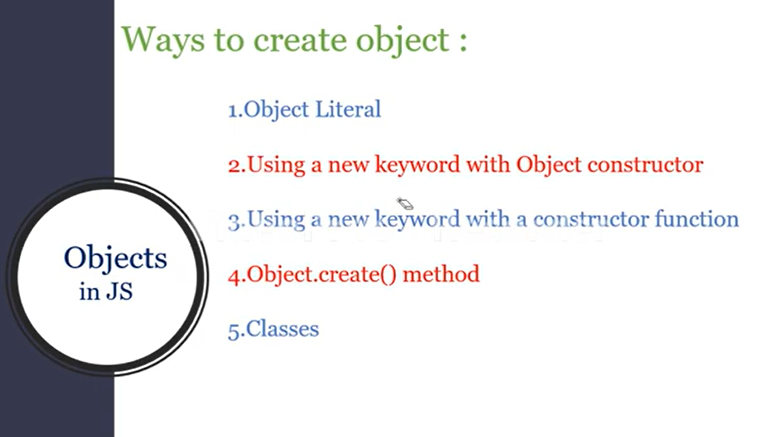 Ways to create object :
1.Object Literal
2.Using a new keyword with Object constructor
3.Using a new keyword with a constructor function
4.Object.create() method
5.Classes
Objects
in JS